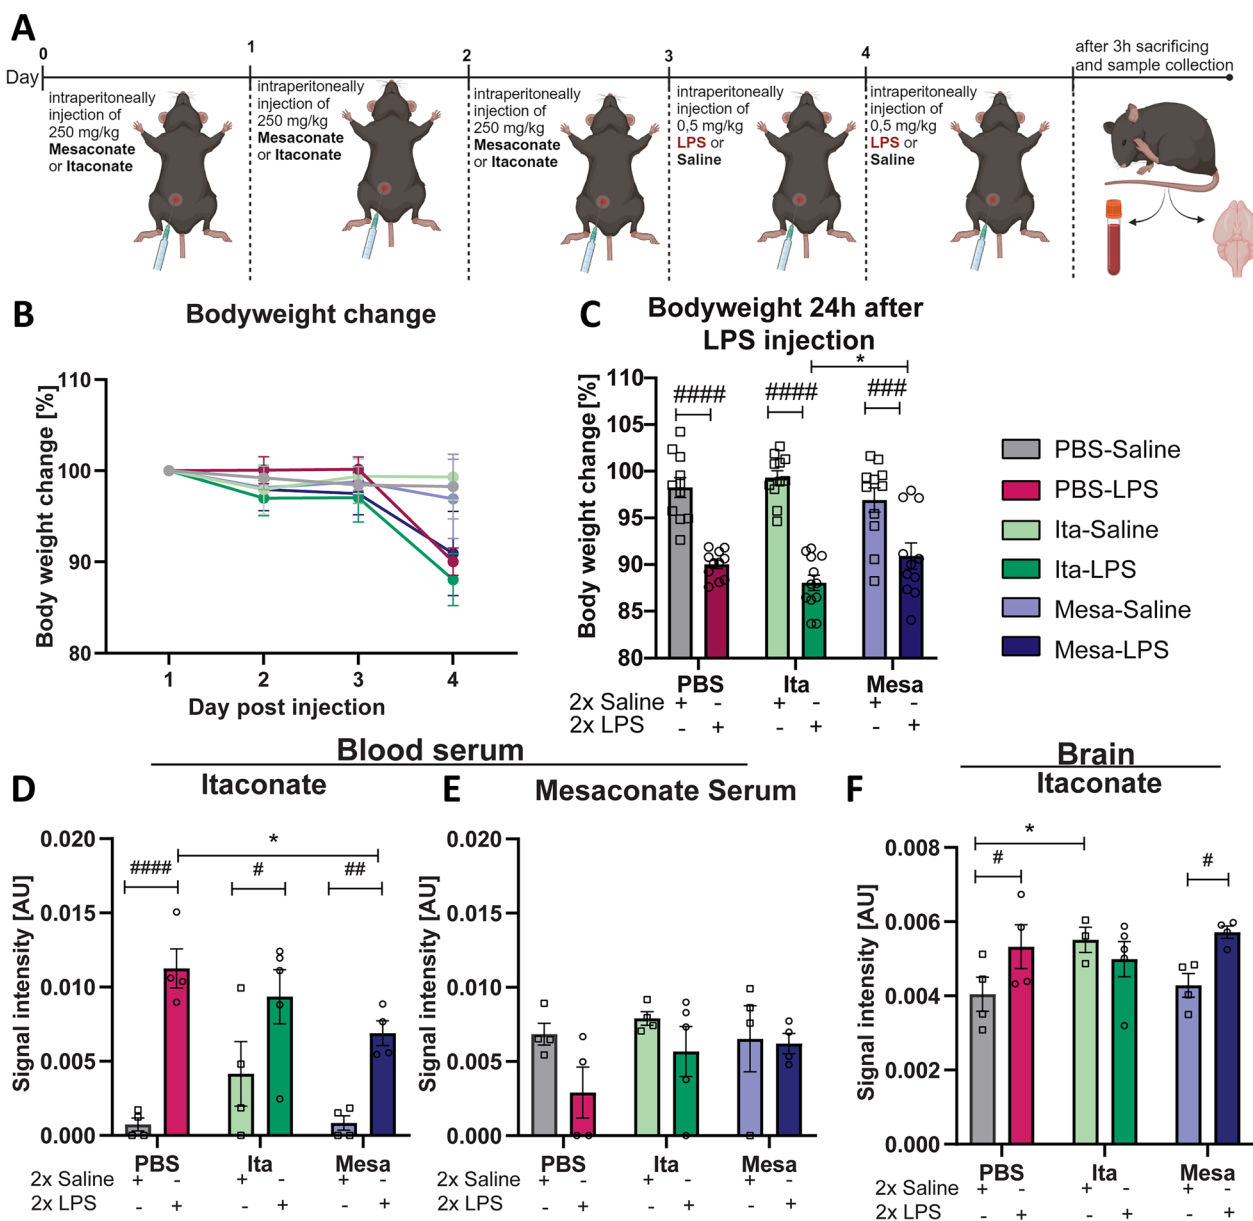 A
0
1
2
3
4
Day
after 3h sacrificing
and sample collection
intraperitoneally
injection of
250 mg/kg
Mesaconate
or Itaconate
intraperitoneally
injection of
250 mg/kg
Mesaconate
or Itaconate
intraperitoneally
injection of
250 mg/kg
Mesaconate
or Itaconate
intraperitoneally
injection of
0,5 mg/kg
LPS or
Saline
intraperitoneally
injection of
0,5 mg/kg
LPS or
Saline
B
Bodyweight change
Body weight change [%]
110
100
90
80
1 2 3 4
Day post injection
C
Bodyweight 24h after
LPS injection
Body weight change [%]
110
105
100
95
90
85
80
*
#### #### ###
PBS Ita Mesa
2x Saline + - + - + -
2x LPS - + - + - +
PBS-Saline
PBS-LPS
Ita-Saline
Ita-LPS
Mesa-Saline
Mesa-LPS
Blood serum
D
Itaconate
Signal intensity [AU]
0.020
0.015
0.010
0.005
0.000
*
#### # ##
PBS Ita Mesa
2x Saline + - + - + -
2x LPS - + - + - +
E
Mesaconate Serum
Signal intensity [AU]
0.020
0.015
0.010
0.005
0.000
PBS Ita Mesa
2x Saline + - + - + -
2x LPS - + - + - +
Brain
F
Itaconate
Signal intensity [AU]
0.008
0.006
0.004
0.002
0.000
*
# #
PBS Ita Mesa
2x Saline + - + - + -
2x LPS - + - + - +